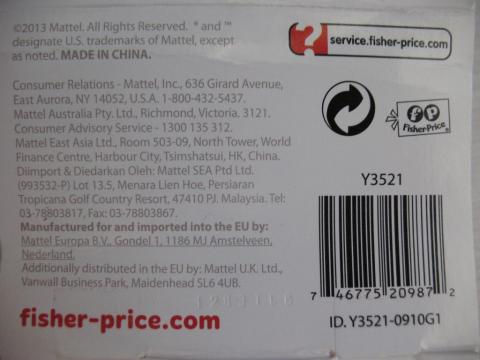 ©2013 Mattel. All Rights Reserved. ® and ™
designate U.S. trademarks of Mattel, except
as noted. MADE IN CHINA.
Consumer Relations - Mattel, Inc., 636 Girard Avenue,
East Aurora, NY 14052, U.S.A. 1-800-432-5437.
Mattel Australia Pty. Ltd., Richmond, Victoria. 3121.
Consumer Advisory Service - 1300 135 312.
Mattel East Asia Ltd., Room 503-09, North Tower, World
Finance Centre, Harbour City, Tsimshatsui, HK, China.
Diimport & Diedarkan Oleh: Mattel SEA Ptd Ltd.
(993532-P) Lot 13.5, Menara Lien Hoe, Persiaran
Tropicana Golf Country Resort, 47410 PJ. Malaysia. Tel:
03-78803817, Fax: 03-78803867.
Manufactured for and imported into the EU by:
Mattel Europa B.V., Gondel 1, 1186 MJ Amstelveen,
Nederland.
Additionally distributed in the EU by: Mattel U.K. Ltd.,
Vanwall Business Park, Maidenhead SL6 4UB.
fisher-price.com
? service.fisher-price.com
FP
Fisher-Price
Y3521
7 46775 20987 2
ID. Y3521-0910G1